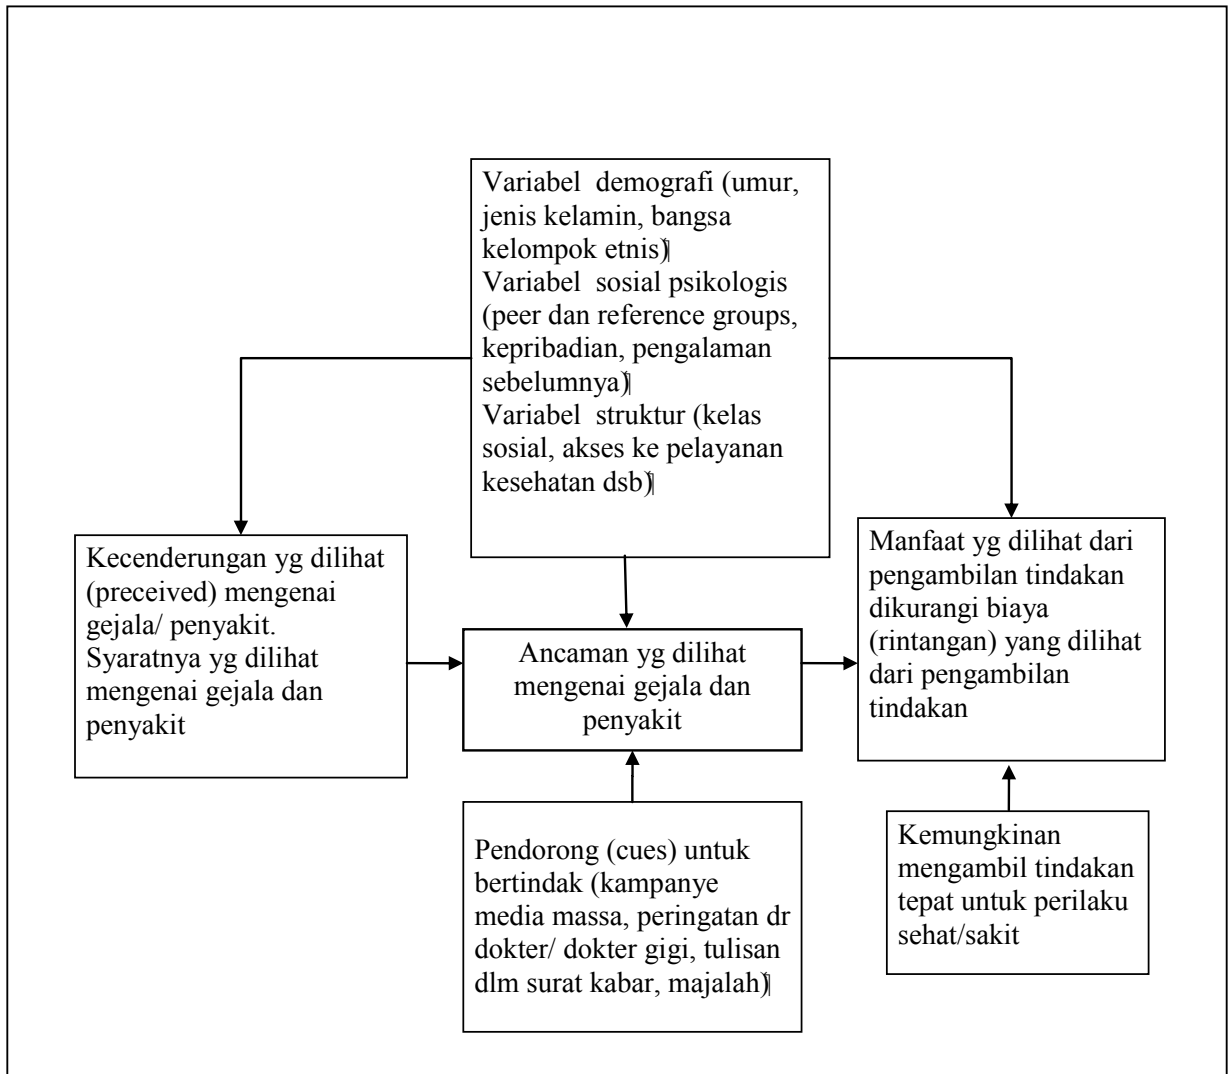 Variabel demografi (umur,
jenis kelamin, bangsa
kelompok etnis)
Variabel sosial psikologis
(peer dan reference groups,
kepribadian, pengalaman
sebelumnya)
Variabel struktur (kelas
sosial, akses ke pelayanan
kesehatan dsb)
Kecenderungan yg dilihat
(preceived) mengenai
gejala/ penyakit.
Syaratnya yg dilihat
mengenai gejala dan
penyakit
Ancaman yg dilihat
mengenai gejala dan
penyakit
Manfaat yg dilihat dari
pengambilan tindakan
dikurangi biaya
(rintangan) yang dilihat
dari pengambilan
tindakan
Pendorong (cues) untuk
bertindak (kampanye
media massa, peringatan dr
dokter/ dokter gigi, tulisan
dlm surat kabar, majalah)
Kemungkinan
mengambil tindakan
tepat untuk perilaku
sehat/sakit